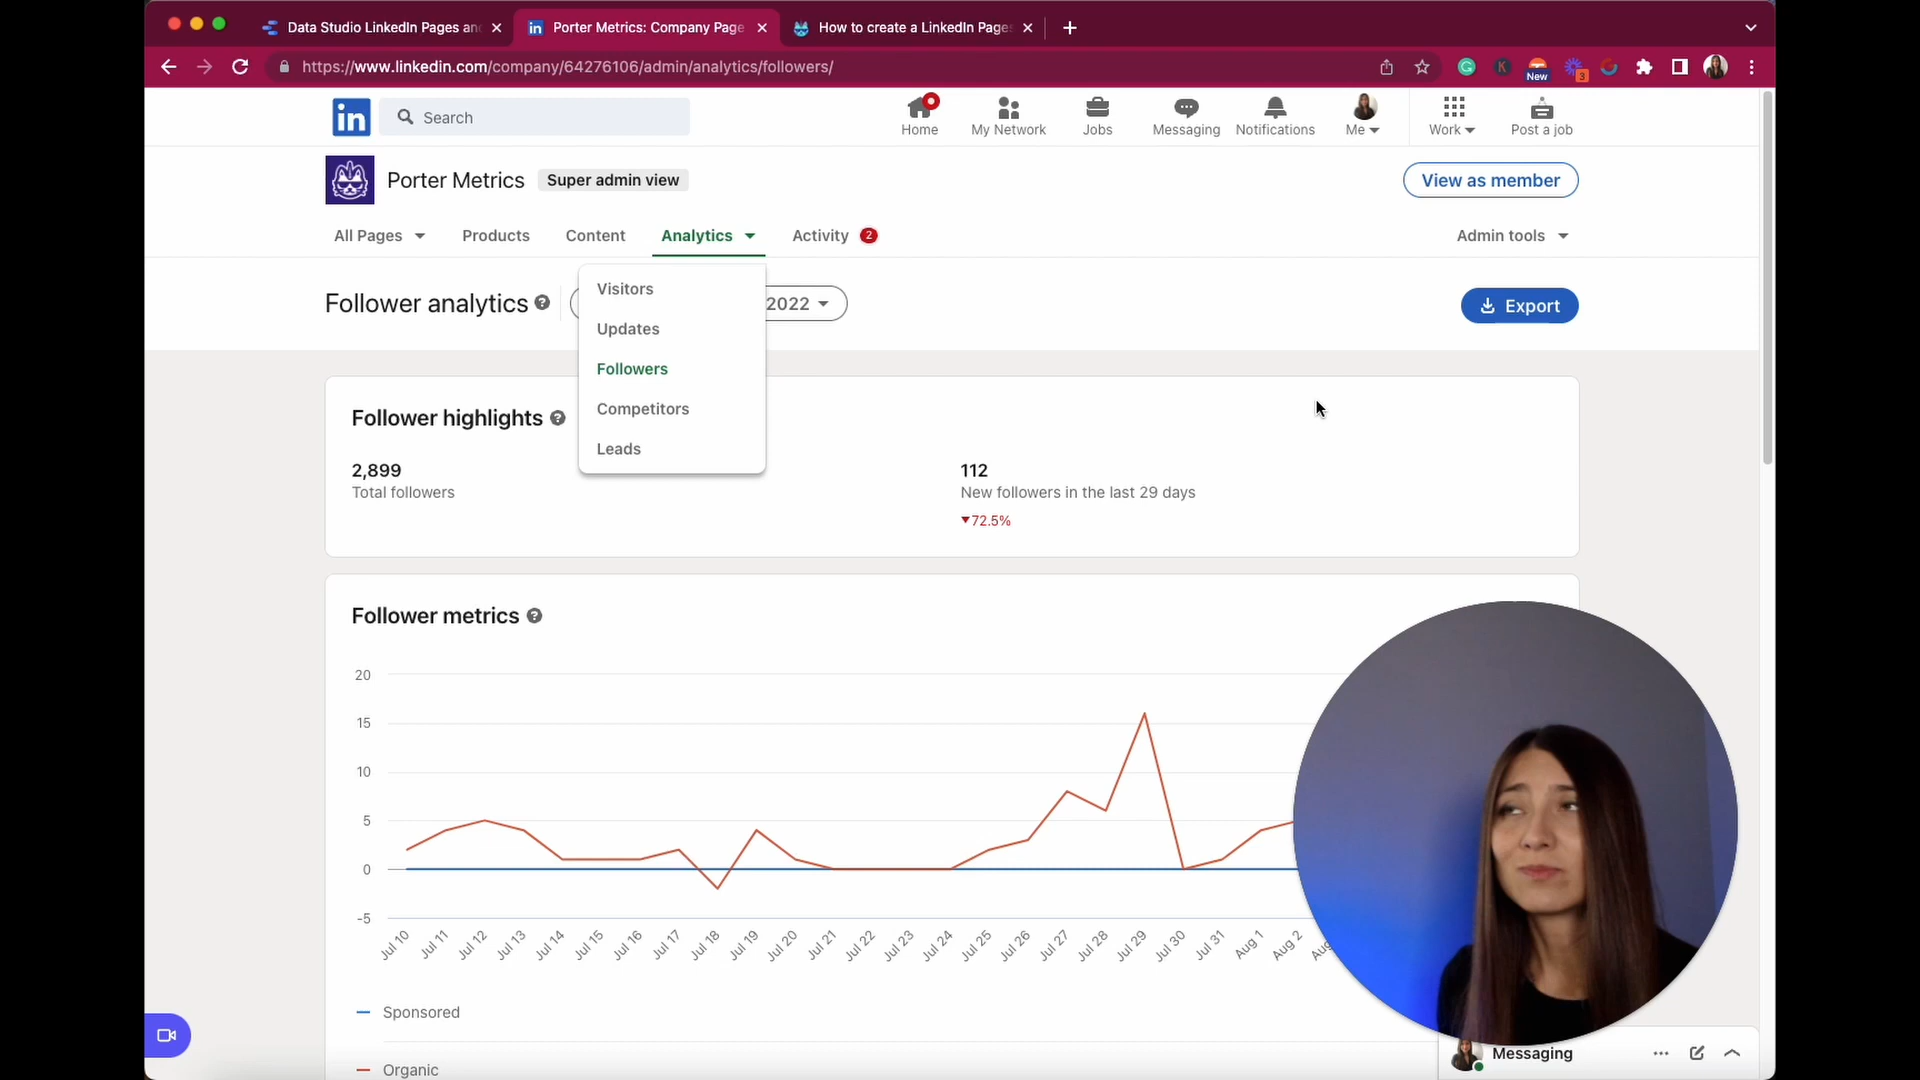 Data Studio LinkedIn Pages an
Porter Metrics: Company Page
How to create a LinkedIn Pages
https://www.linkedin.com/company/64276106/admin/analytics/followers/
New
3
K
in
Search
Home
My Network
Jobs
Messaging
Notifications
Me
Work
Post a job
Porter Metrics
Super admin view
View as member
All Pages
Products
Content
Analytics
Activity
2
Admin tools
Follower analytics
2022
Export
Visitors
Updates
Followers
Competitors
Leads
Follower highlights
2,899
Total followers
112
New followers in the last 29 days
72.5%
Follower metrics
20
15
10
5
0
-5
Jul 10
Jul 11
Jul 12
Jul 13
Jul 14
Jul 15
Jul 16
Jul 17
Jul 18
Jul 19
Jul 20
Jul 21
Jul 22
Jul 23
Jul 24
Jul 25
Jul 26
Jul 27
Jul 28
Jul 29
Jul 30
Jul 31
Aug 1
Aug 2
Sponsored
Organic
Messaging